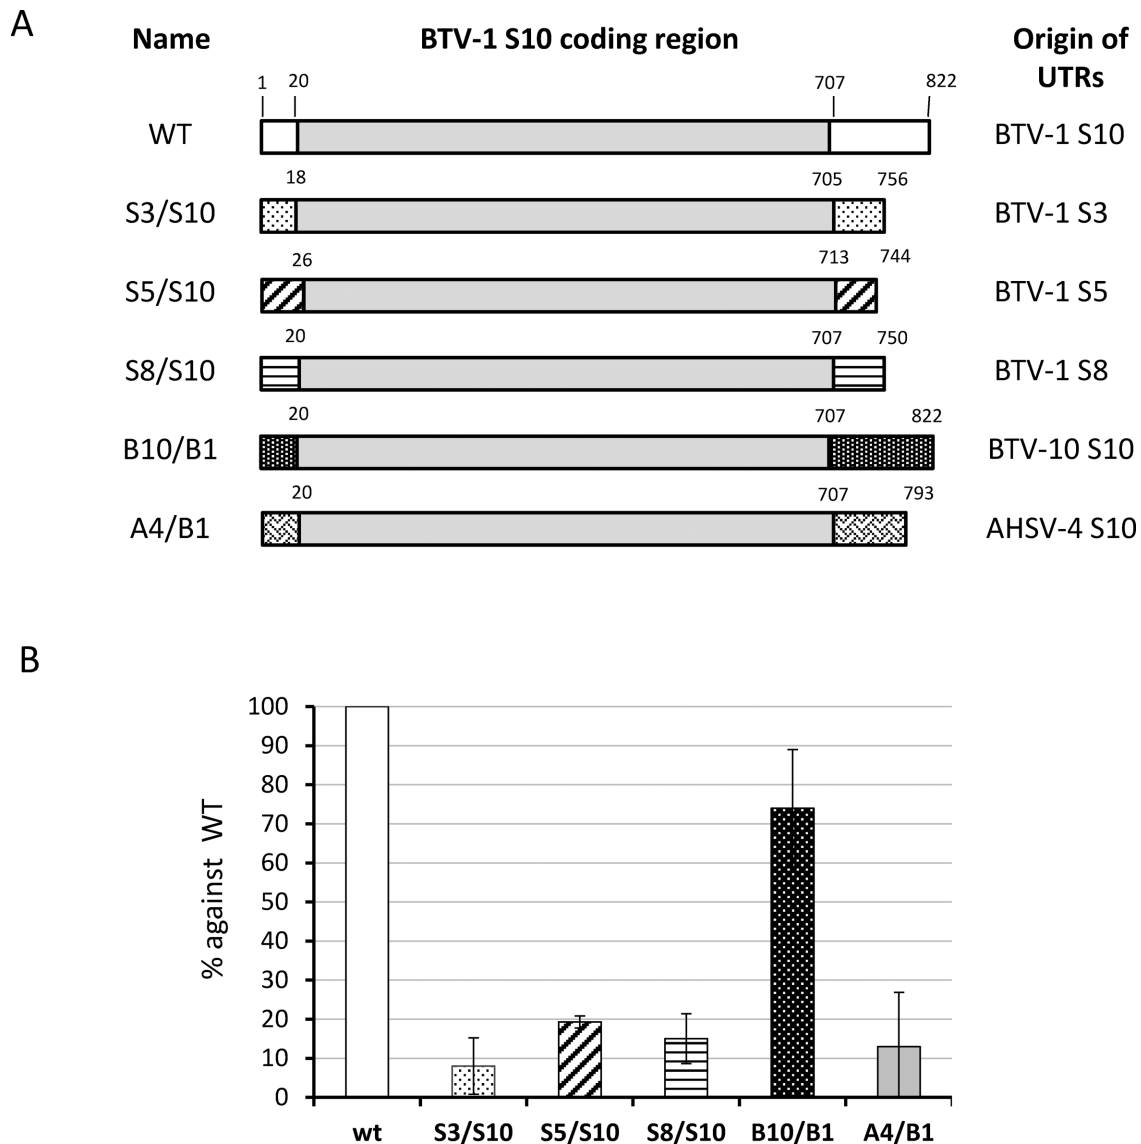 A
Name BTV-1 S10 coding region Origin of
UTRs
1 20 707 822
WT BTV-1 S10
18 705 756
S3/S10 BTV-1 S3
26 713 744
S5/S10 BTV-1 S5
20 707 750
S8/S10 BTV-1 S8
20 707 822
B10/B1 BTV-10 S10
20 707 793
A4/B1 AHSV-4 S10
B
% against WT
100
90
80
70
60
50
40
30
20
10
0
wt S3/S10 S5/S10 S8/S10 B10/B1 A4/B1